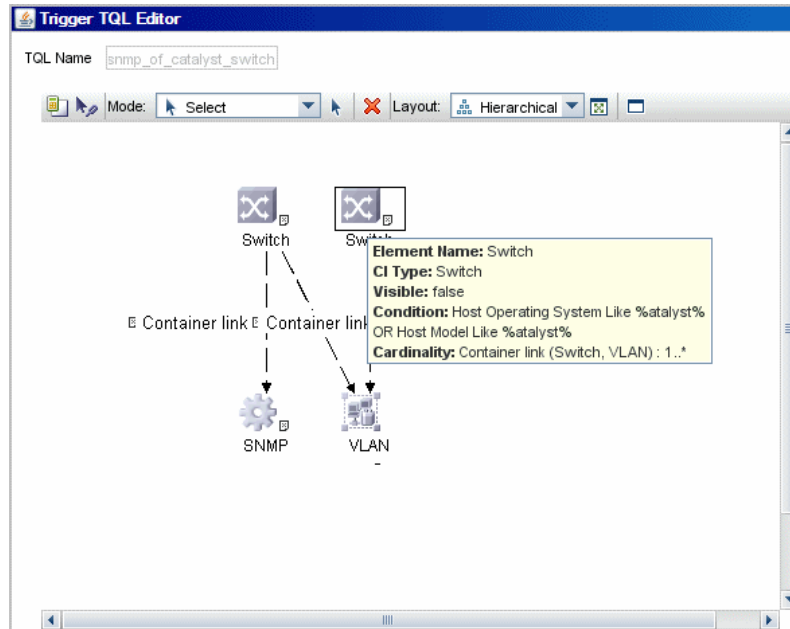 Trigger TQL Editor
TQL Name snmp_of_catalyst_switch
Mode: Select Layout: Hierarchical
Switch Switch
Element Name: Switch
CI Type: Switch
Visible: false
Condition: Host Operating System Like %atalyst%
OR Host Model Like %atalyst%
Cardinality: Container link (Switch, VLAN) : 1..*
Container link Container link
SNMP VLAN